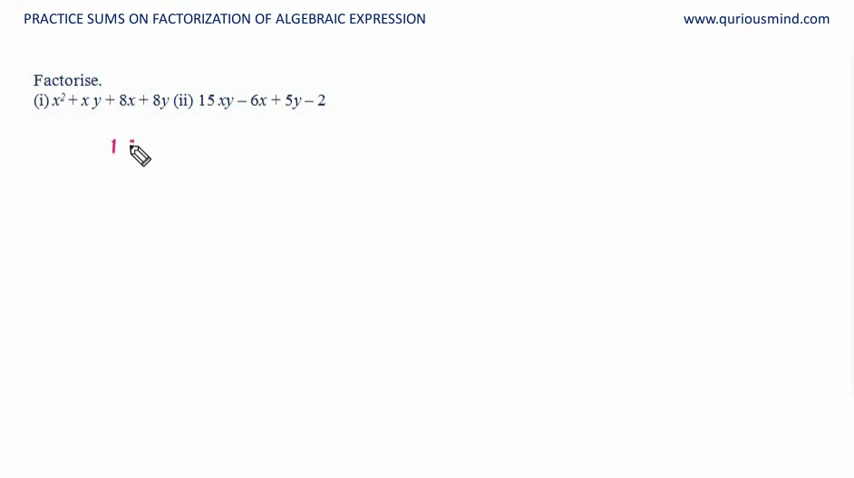 PRACTICE SUMS ON FACTORIZATION OF ALGEBRAIC EXPRESSION www.quriousmind.com
Factorise.
(i) x² + x y + 8x + 8y (ii) 15 xy – 6x + 5y – 2
1